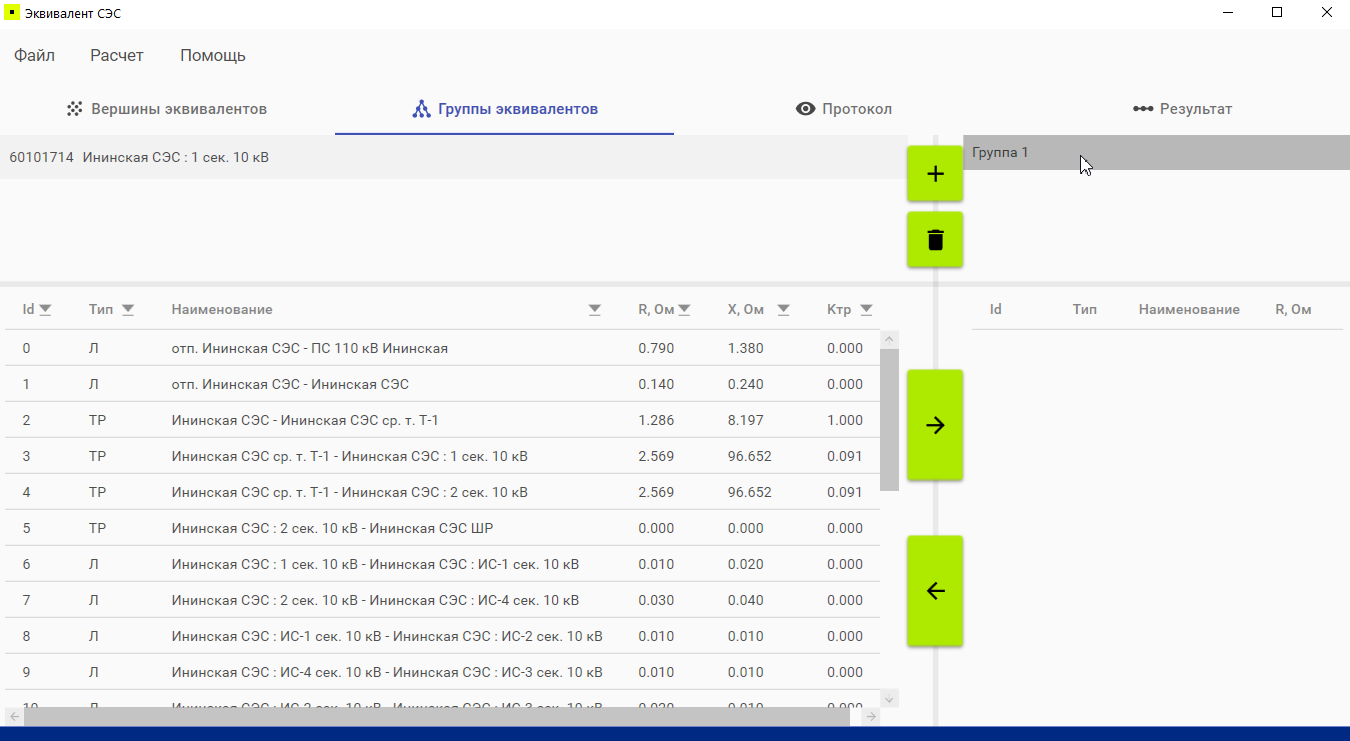 Эквивалент СЭС
Файл Расчет Помощь
Вершины эквивалентов Группы эквивалентов Протокол Результат
60101714 Ининская СЭС : 1 сек. 10 кВ
Группа 1
Id Тип Наименование R, Ом X, Ом Kтр
Id Тип Наименование R, Ом
0 Л отп. Ининская СЭС - ПС 110 кВ Ининская 0.790 1.380 0.000
1 Л отп. Ининская СЭС - Ининская СЭС 0.140 0.240 0.000
2 ТР Ининская СЭС - Ининская СЭС ср. т. Т-1 1.286 8.197 1.000
3 ТР Ининская СЭС ср. т. Т-1 - Ининская СЭС : 1 сек. 10 кВ 2.569 96.652 0.091
4 ТР Ининская СЭС ср. т. Т-1 - Ининская СЭС : 2 сек. 10 кВ 2.569 96.652 0.091
5 ТР Ининская СЭС : 2 сек. 10 кВ - Ининская СЭС ШР 0.000 0.000 0.000
6 Л Ининская СЭС : 1 сек. 10 кВ - Ининская СЭС : ИС-1 сек. 10 кВ 0.010 0.020 0.000
7 Л Ининская СЭС : 2 сек. 10 кВ - Ининская СЭС : ИС-4 сек. 10 кВ 0.030 0.040 0.000
8 Л Ининская СЭС : ИС-1 сек. 10 кВ - Ининская СЭС : ИС-2 сек. 10 кВ 0.010 0.010 0.000
9 Л Ининская СЭС : ИС-4 сек. 10 кВ - Ининская СЭС : ИС-3 сек. 10 кВ 0.010 0.010 0.000